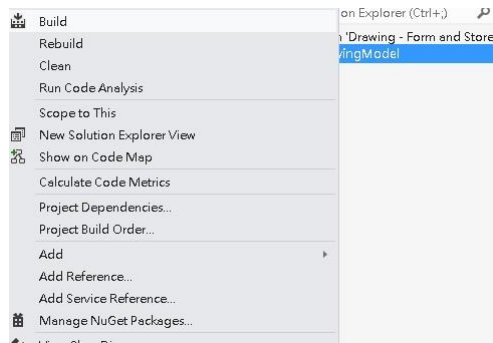 Build
on Explorer (Ctrl+;)
Rebuild
'Drawing - Form and Store
Clean
vingModel
Run Code Analysis
Scope to This
New Solution Explorer View
Show on Code Map
Calculate Code Metrics
Project Dependencies...
Project Build Order...
Add
Add Reference...
Add Service Reference...
Manage NuGet Packages...